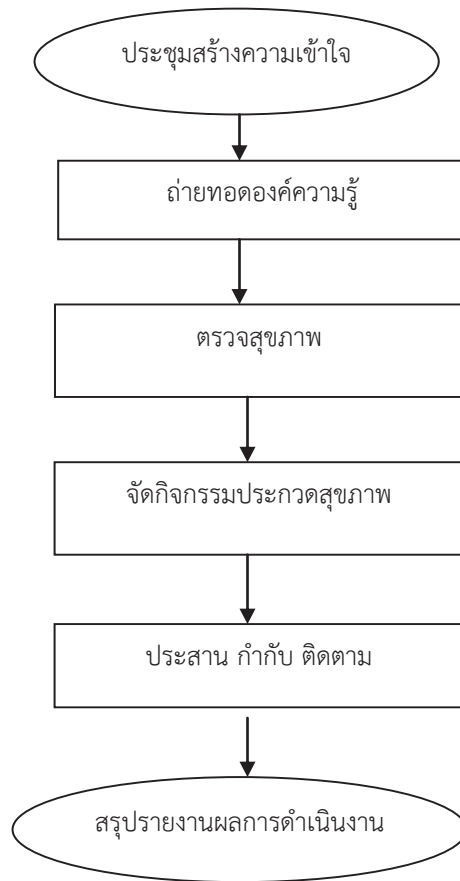 ประชุมสร้างความเข้าใจ
ถ่ายทอดองค์ความรู้
ตรวจสุขภาพ
จัดกิจกรรมประกวดสุขภาพ
ประสาน กำกับ ติดตาม
สรุปรายงานผลการดำเนินงาน